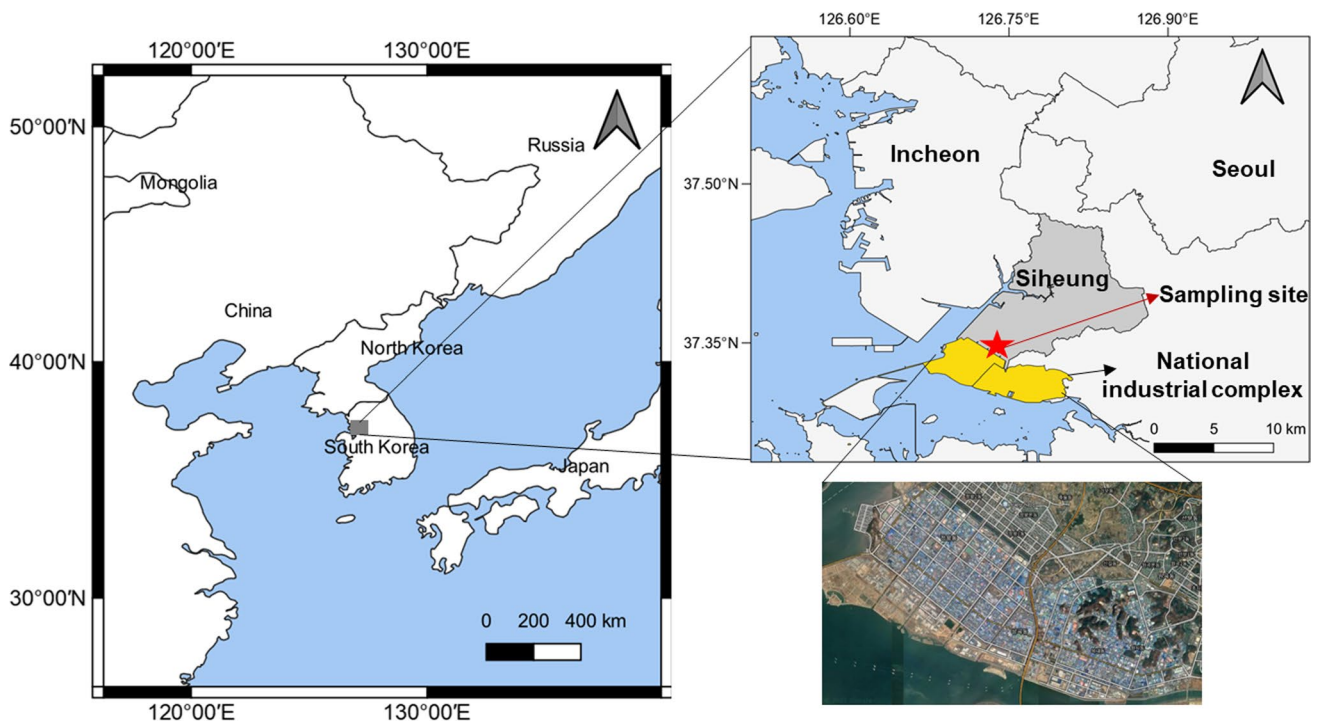 120°00′E 130°00′E
50°00′N
40°00′N
30°00′N
Russia
Mongolia
China
North Korea
South Korea
Japan
0 200 400 km
120°00′E 130°00′E
126.60°E 126.75°E 126.90°E
37.50°N
37.35°N
Incheon
Seoul
Siheung
Sampling site
National
industrial complex
0 5 10 km